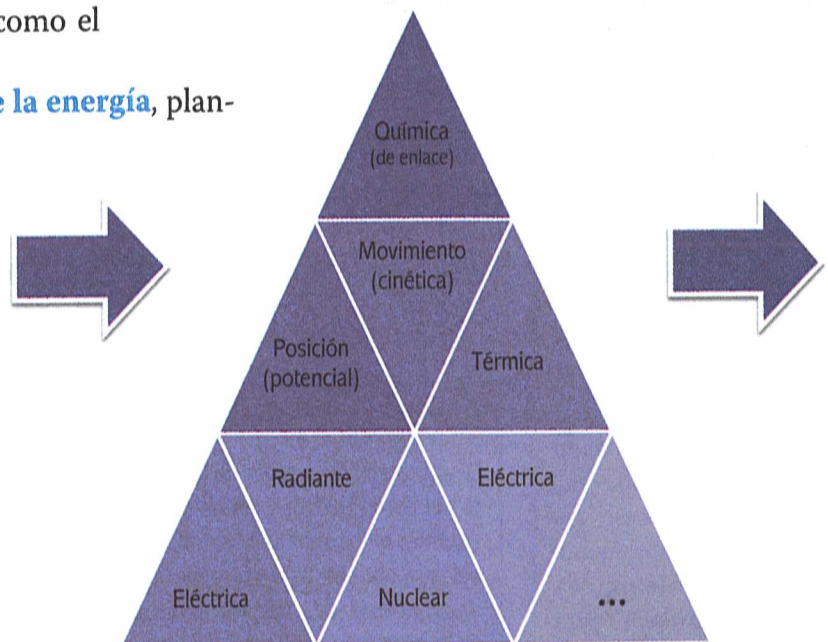 como el
e la energía, plan-
Química
(de enlace)
Movimiento
(cinética)
Posición
(potencial)
Térmica
Radiante
Eléctrica
Eléctrica
Nuclear
...